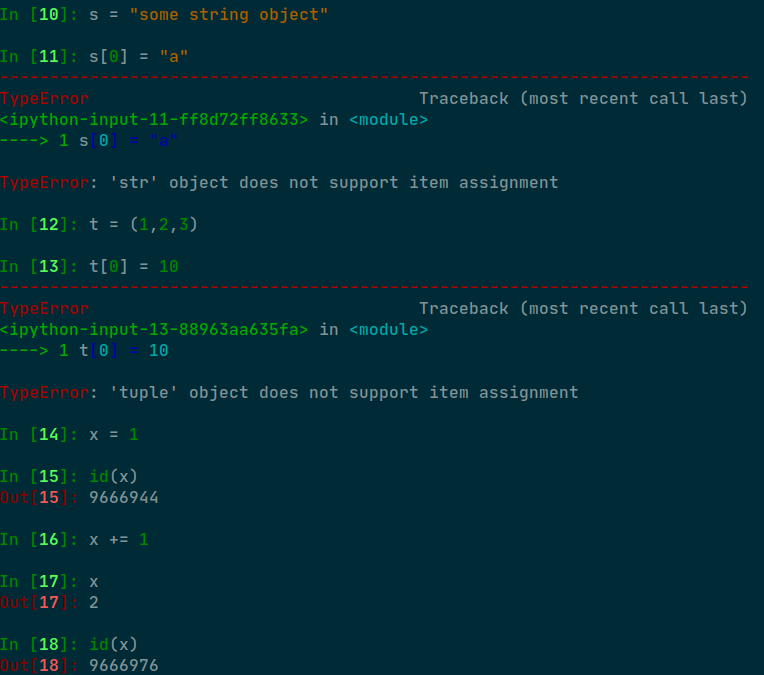 In [10]: s = "some string object"
In [11]: s[0] = "a"
---------------------------------------------------------------------------
TypeError                                 Traceback (most recent call last)
<ipython-input-11-ff8d72ff8633> in <module>
----> 1 s[0] = "a"
TypeError: 'str' object does not support item assignment
In [12]: t = (1,2,3)
In [13]: t[0] = 10
---------------------------------------------------------------------------
TypeError                                 Traceback (most recent call last)
<ipython-input-13-88963aa635fa> in <module>
----> 1 t[0] = 10
TypeError: 'tuple' object does not support item assignment
In [14]: x = 1
In [15]: id(x)
Out[15]: 9666944
In [16]: x += 1
In [17]: x
Out[17]: 2
In [18]: id(x)
Out[18]: 9666976